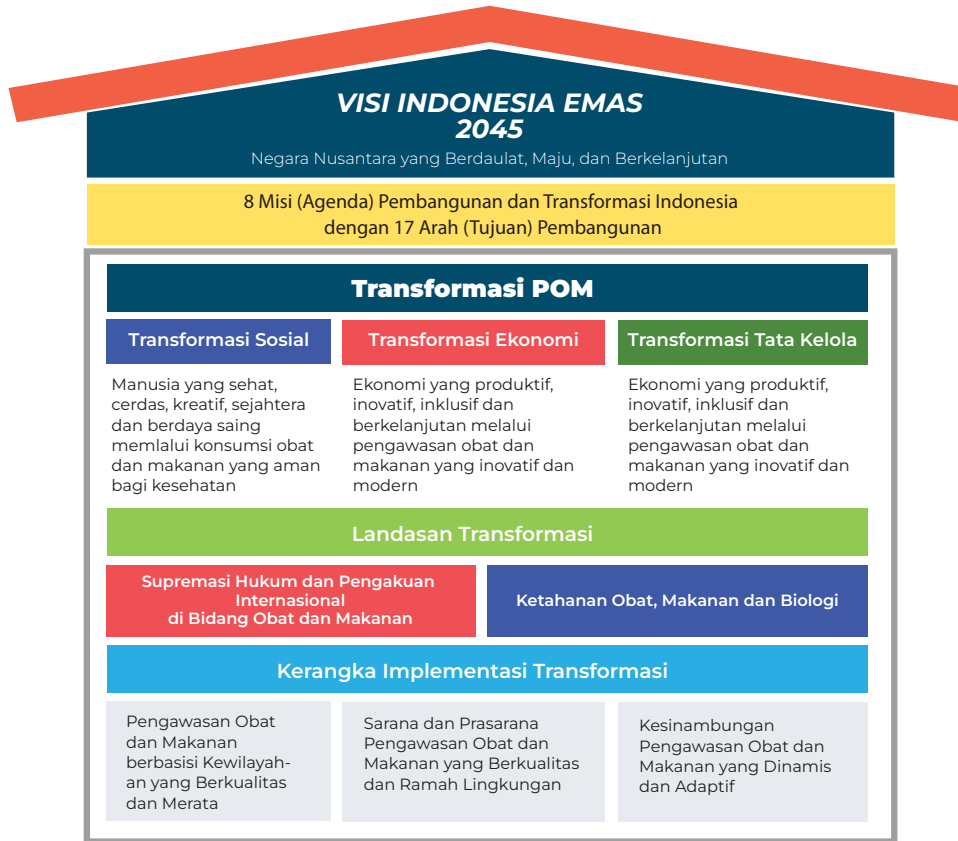 VISI INDONESIA EMAS
2045
Negara Nusantara yang Berdaulat, Maju, dan Berkelanjutan
8 Misi (Agenda) Pembangunan dan Transformasi Indonesia
dengan 17 Arah (Tujuan) Pembangunan
Transformasi POM
Transformasi Sosial
Manusia yang sehat,
cerdas, kreatif, sejahtera
dan berdaya saing
memlalui konsumsi obat
dan makanan yang aman
bagi kesehatan
Transformasi Ekonomi
Ekonomi yang produktif,
inovatif, inklusif dan
berkelanjutan melalui
pengawasan obat dan
makanan yang inovatif dan
modern
Transformasi Tata Kelola
Ekonomi yang produktif,
inovatif, inklusif dan
berkelanjutan melalui
pengawasan obat dan
makanan yang inovatif dan
modern
Landasan Transformasi
Supremasi Hukum dan Pengakuan
Internasional
di Bidang Obat dan Makanan
Ketahanan Obat, Makanan dan Biologi
Kerangka Implementasi Transformasi
Pengawasan Obat
dan Makanan
berbasisi Kewilayah-
an yang Berkualitas
dan Merata
Sarana dan Prasarana
Pengawasan Obat dan
Makanan yang Berkualitas
dan Ramah Lingkungan
Kesinambungan
Pengawasan Obat dan
Makanan yang Dinamis
dan Adaptif